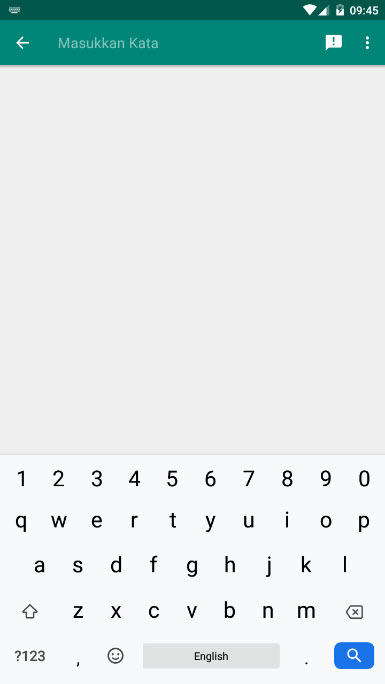 09:45
Masukkan Kata
1 2 3 4 5 6 7 8 9 0
q w e r t y u i o p
a s d f g h j k l
z x c v b n m
?123 , English .